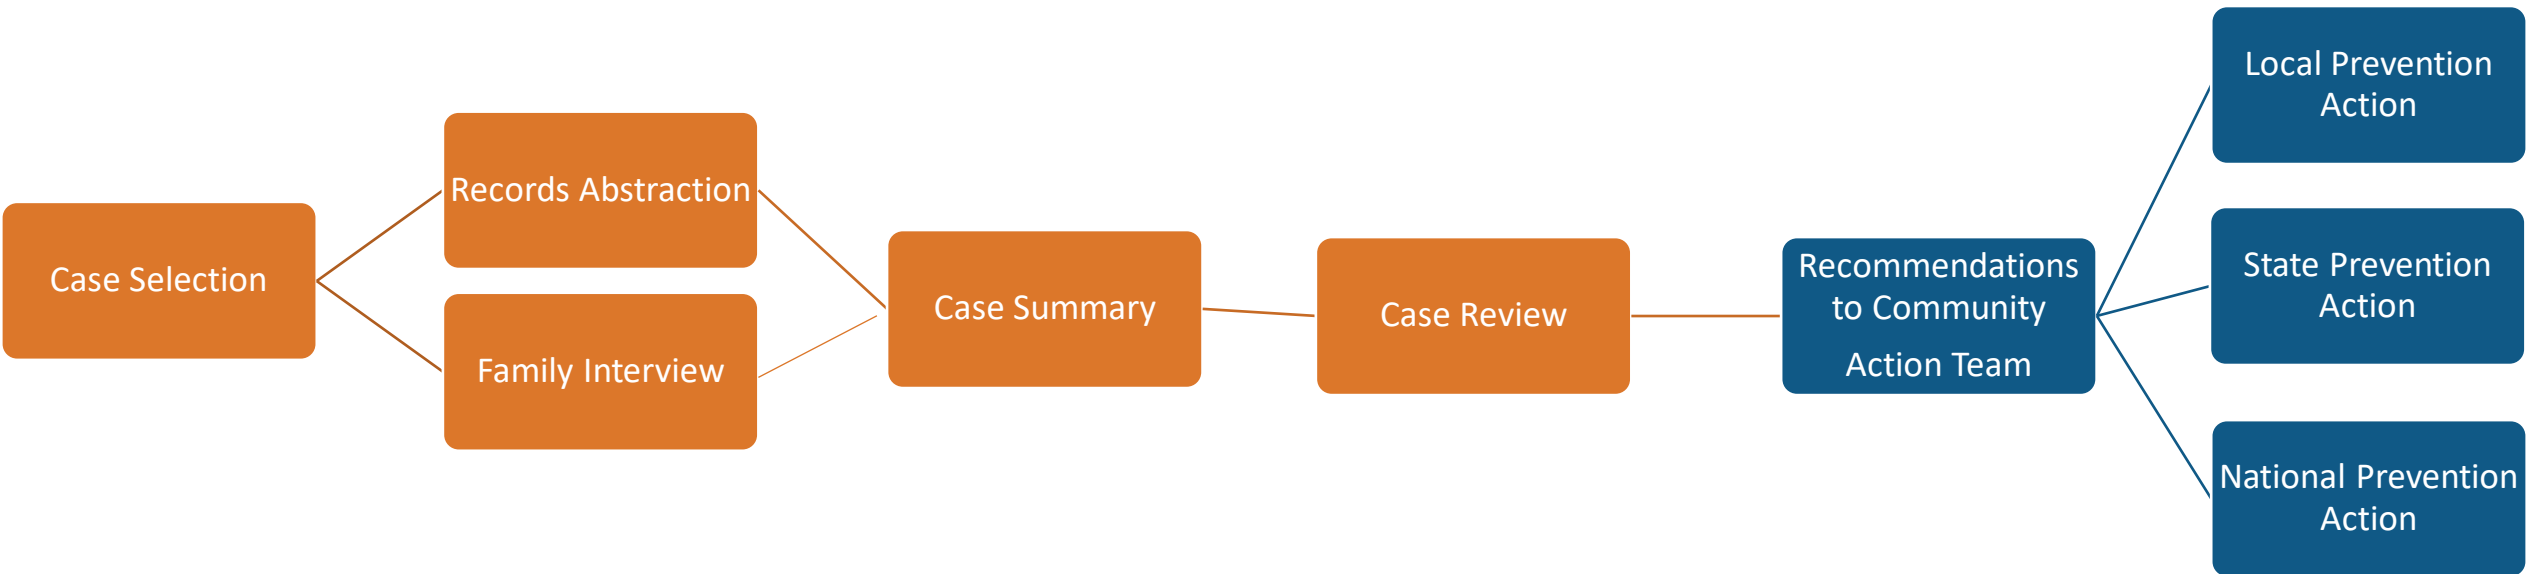 Case Selection
Records Abstraction
Family Interview
Case Summary
Case Review
Recommendations
to Community
Action Team
Local Prevention
Action
State Prevention
Action
National Prevention
Action